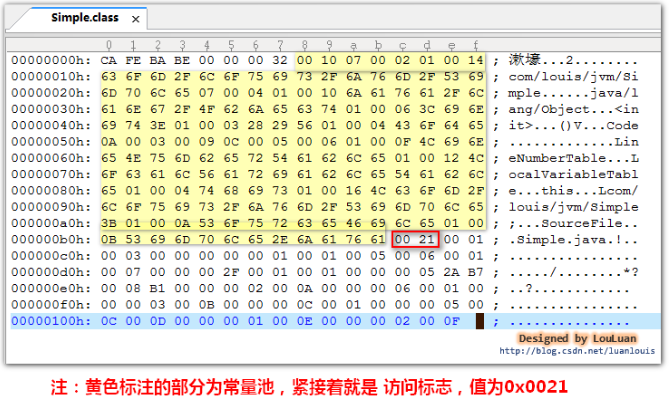 Simple.class ×
0 1 2 3 4 5 6 7 8 9 a b c d e f
00000000h: CA FE BA BE 00 00 00 32 00 10 07 00 02 01 00 14 ; 漱壕...2........
00000010h: 63 6F 6D 2F 6C 6F 75 69 73 2F 6A 76 6D 2F 53 69 ; com/louis/jvm/Si
00000020h: 6D 70 6C 65 07 00 04 01 00 10 6A 61 76 61 2F 6C ; mple......java/l
00000030h: 61 6E 67 2F 4F 62 6A 65 63 74 01 00 06 3C 69 6E ; ang/Object...<in
00000040h: 69 74 3E 01 00 03 28 29 56 01 00 04 43 6F 64 65 ; it>...()V...Code
00000050h: 0A 00 03 00 09 0C 00 05 00 06 01 00 0F 4C 69 6E ; .............Lin
00000060h: 65 4E 75 6D 62 65 72 54 61 62 6C 65 01 00 12 4C ; eNumberTable...L
00000070h: 6F 63 61 6C 56 61 72 69 61 62 6C 65 54 61 62 6C ; ocalVariableTabl
00000080h: 65 01 00 04 74 68 69 73 01 00 16 4C 63 6F 6D 2F ; e...this...Lcom/
00000090h: 6C 6F 75 69 73 2F 6A 76 6D 2F 53 69 6D 70 6C 65 ; louis/jvm/Simple
000000a0h: 3B 01 00 0A 53 6F 75 72 63 65 46 69 6C 65 01 00 ; ;...SourceFile..
000000b0h: 0B 53 69 6D 70 6C 65 2E 6A 61 76 61 00 21 00 01 ; .Simple.java.!..
000000c0h: 00 03 00 00 00 00 00 01 00 01 00 05 00 06 00 01 ; ................
000000d0h: 00 07 00 00 00 2F 00 01 00 01 00 00 00 05 2A B7 ; ...../........*?
000000e0h: 00 08 B1 00 00 00 02 00 0A 00 00 00 06 00 01 00 ; ..?.............
000000f0h: 00 00 03 00 0B 00 00 00 0C 00 01 00 00 00 05 00 ; ................
00000100h: 0C 00 0D 00 00 00 01 00 0E 00 00 00 02 00 0F ; ...............
Designed by LouLuan
http://blog.csdn.net/luanlouis
注：黄色标注的部分为常量池，紧接着就是 访问标志，值为0x0021